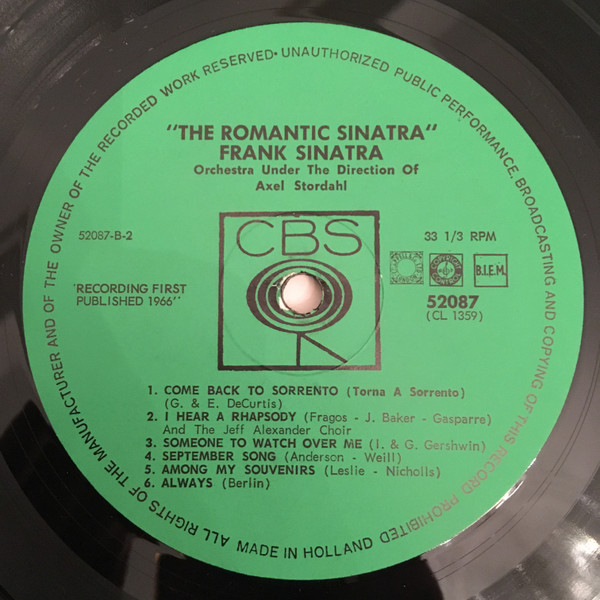 ALL RIGHTS OF THE MANUFACTURER AND OF THE OWNER OF THE RECORDED WORK RESERVED • UNAUTHORIZED PUBLIC PERFORMANCE, BROADCASTING AND COPYING OF THIS RECORD PROHIBITED
"THE ROMANTIC SINATRA"
FRANK SINATRA
Orchestra Under The Direction Of
Axel Stordahl
52087-B-2
CBS
33 1/3 RPM
B.I.E.M.
"RECORDING FIRST
PUBLISHED 1966"
52087
(CL 1359)
1. COME BACK TO SORRENTO (Torna A Sorrento)
(G. & E. DeCurtis)
2. I HEAR A RHAPSODY (Fragos - J. Baker - Gasparre)
And The Jeff Alexander Choir
3. SOMEONE TO WATCH OVER ME (I. & G. Gershwin)
4. SEPTEMBER SONG (Anderson - Weill)
5. AMONG MY SOUVENIRS (Leslie - Nicholls)
6. ALWAYS (Berlin)
MADE IN HOLLAND